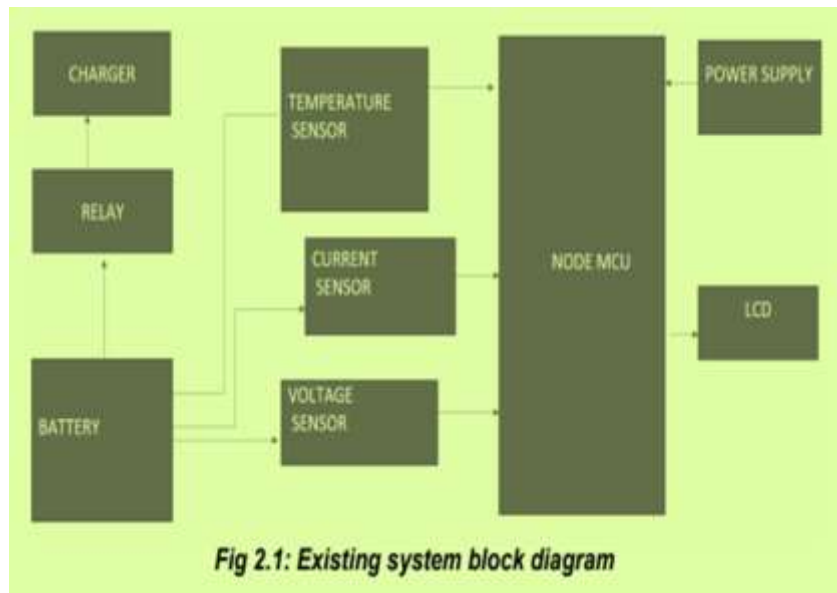 CHARGER
TEMPERATURE
SENSOR
POWER SUPPLY
RELAY
CURRENT
SENSOR
NODE MCU
LCD
BATTERY
VOLTAGE
SENSOR
Fig 2.1: Existing system block diagram